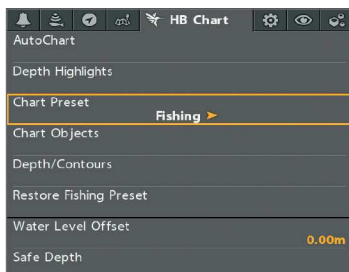 HB Chart
AutoChart
Depth Highlights
Chart Preset
Fishing
Chart Objects
Depth/Contours
Restore Fishing Preset
Water Level Offset
0.00m
Safe Depth